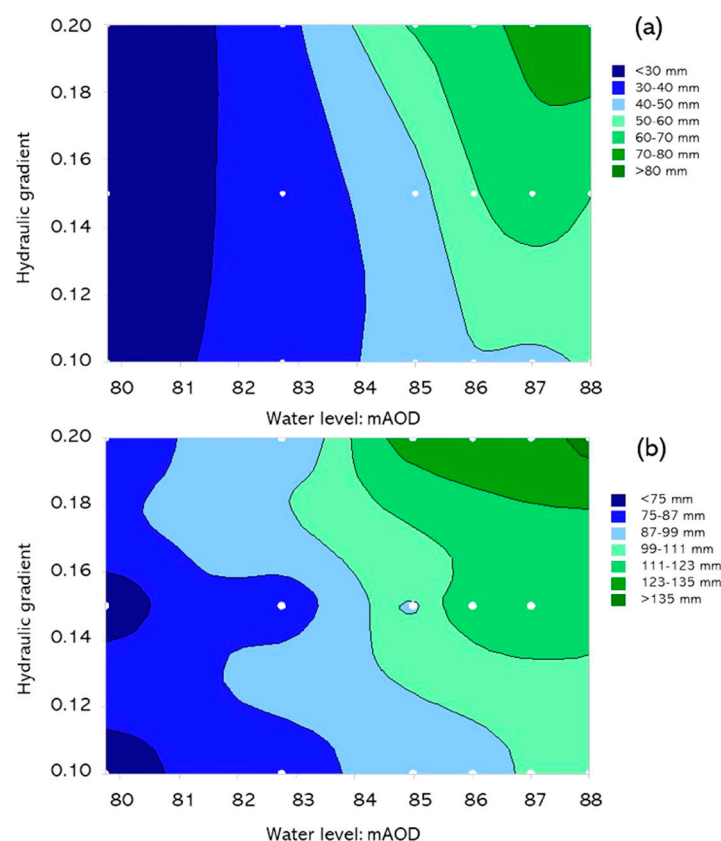 (a)
0.20
0.18
0.16
0.14
0.12
0.10
Hydraulic gradient
80 81 82 83 84 85 86 87 88
Water level: mAOD
<30 mm
30-40 mm
40-50 mm
50-60 mm
60-70 mm
70-80 mm
>80 mm
(b)
0.20
0.18
0.16
0.14
0.12
0.10
Hydraulic gradient
80 81 82 83 84 85 86 87 88
Water level: mAOD
<75 mm
75-87 mm
87-99 mm
99-111 mm
111-123 mm
123-135 mm
>135 mm